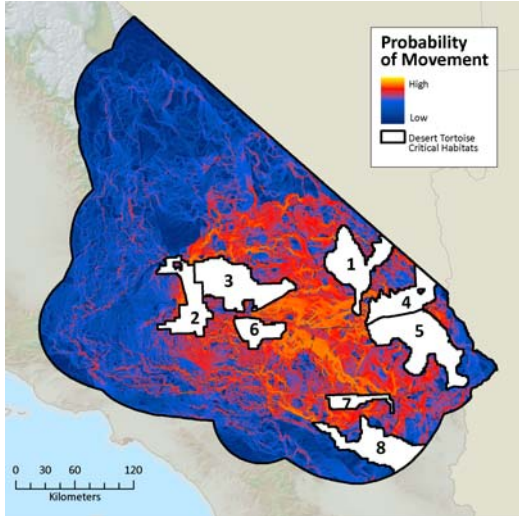 Probability
of Movement
High
Low
Desert Tortoise
Critical Habitats
1
3
4
2
6
5
7
8
0 30 60 120
Kilometers